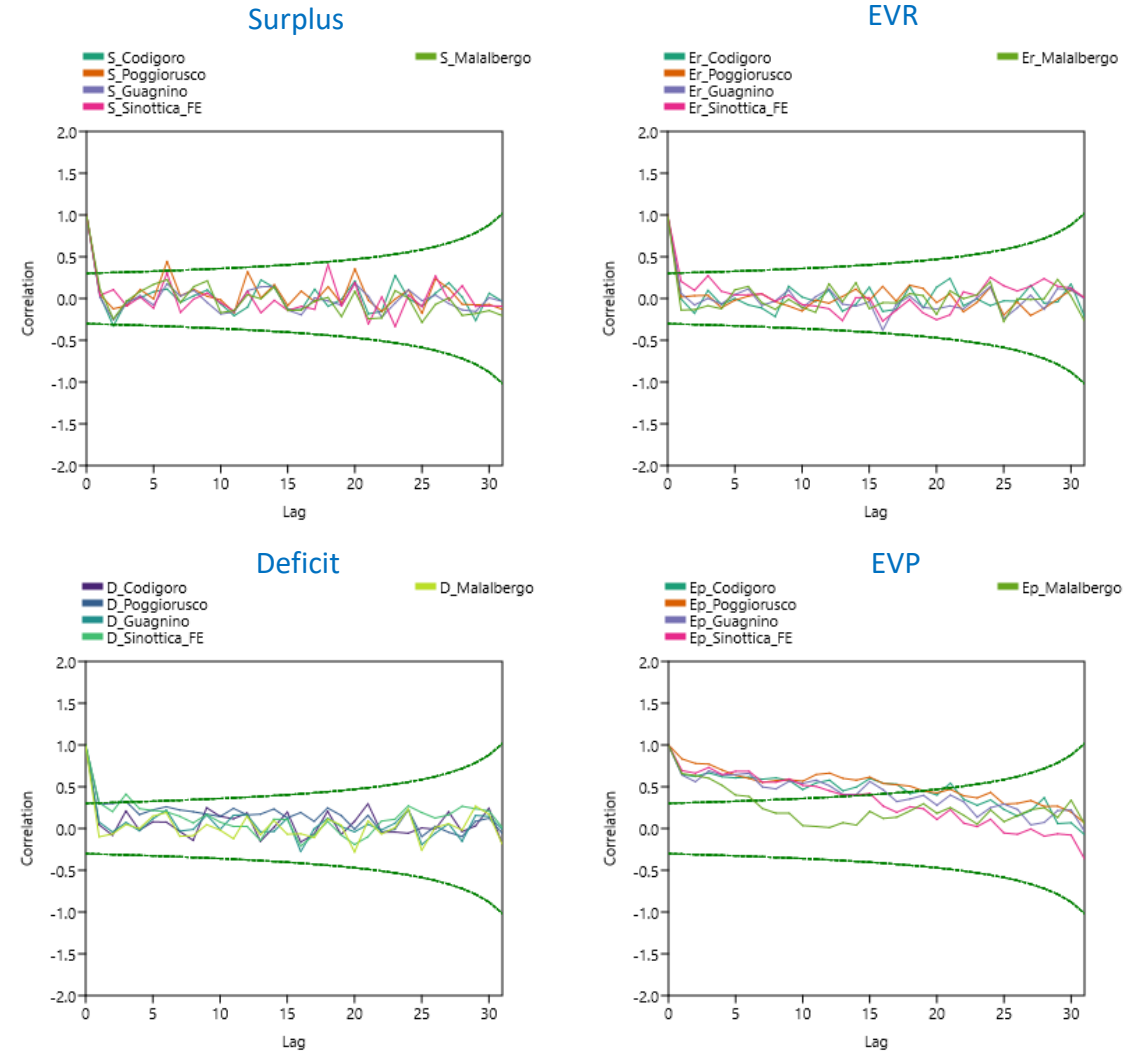 Surplus
S_Codigoro S_Malalbergo
S_Poggiorusco
S_Guagnino
S_Sinottica_FE
2.0
1.5
1.0
0.5
0.0
-0.5
-1.0
-1.5
-2.0
Correlation
0 5 10 15 20 25 30
Lag
EVR
Er_Codigoro Er_Malalbergo
Er_Poggiorusco
Er_Guagnino
Er_Sinottica_FE
2.0
1.5
1.0
0.5
0.0
-0.5
-1.0
-1.5
-2.0
Correlation
0 5 10 15 20 25 30
Lag
Deficit
D_Codigoro D_Malalbergo
D_Poggiorusco
D_Guagnino
D_Sinottica_FE
2.0
1.5
1.0
0.5
0.0
-0.5
-1.0
-1.5
-2.0
Correlation
0 5 10 15 20 25 30
Lag
EVP
Ep_Codigoro Ep_Malalbergo
Ep_Poggiorusco
Ep_Guagnino
Ep_Sinottica_FE
2.0
1.5
1.0
0.5
0.0
-0.5
-1.0
-1.5
-2.0
Correlation
0 5 10 15 20 25 30
Lag